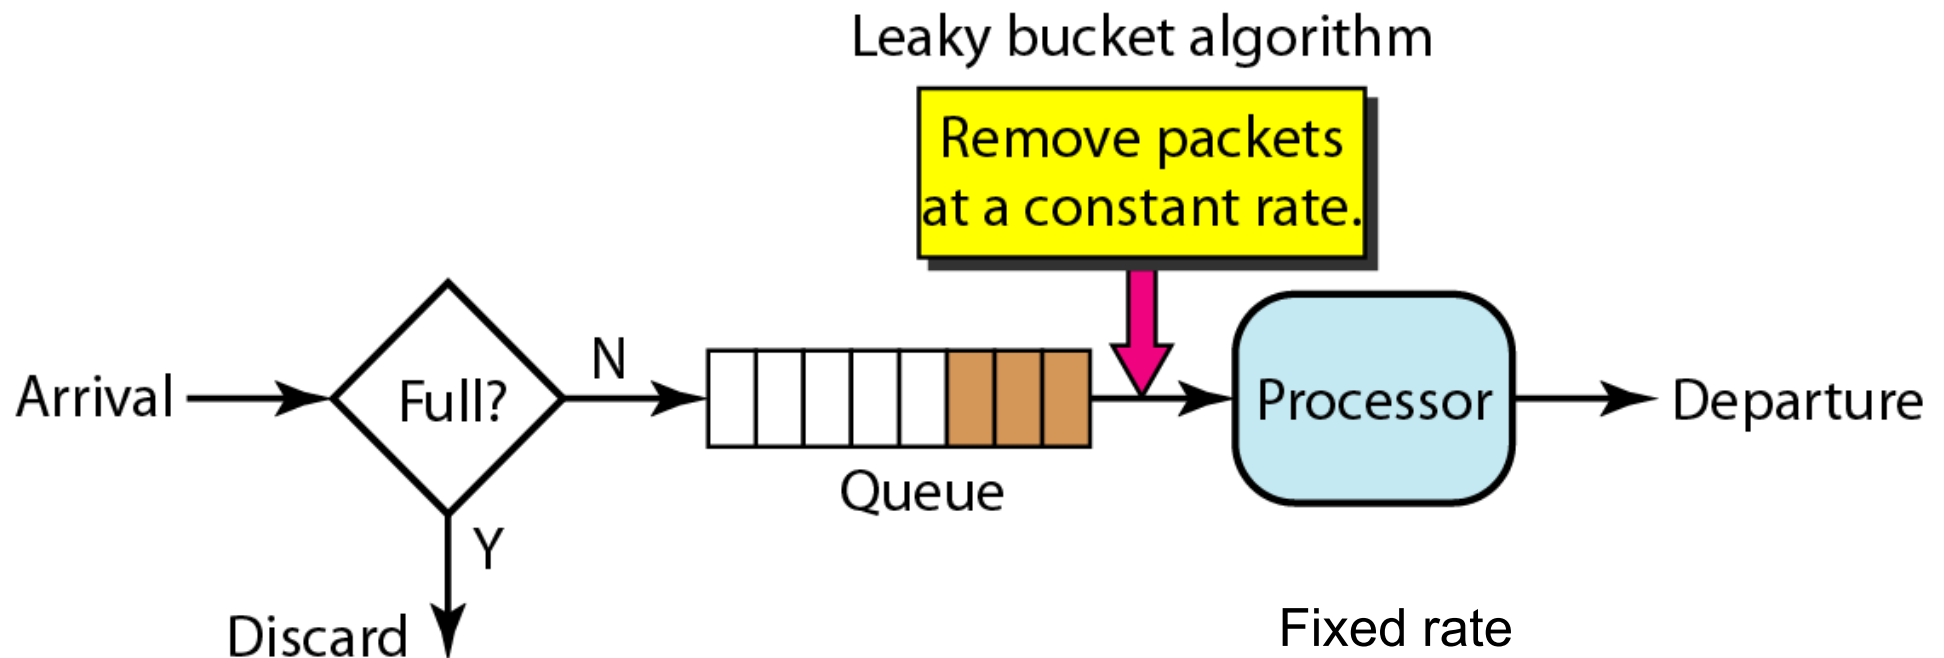 Leaky bucket algorithm
Remove packets
at a constant rate.
Arrival
Full?
N
Y
Discard
Queue
Processor
Departure
Fixed rate